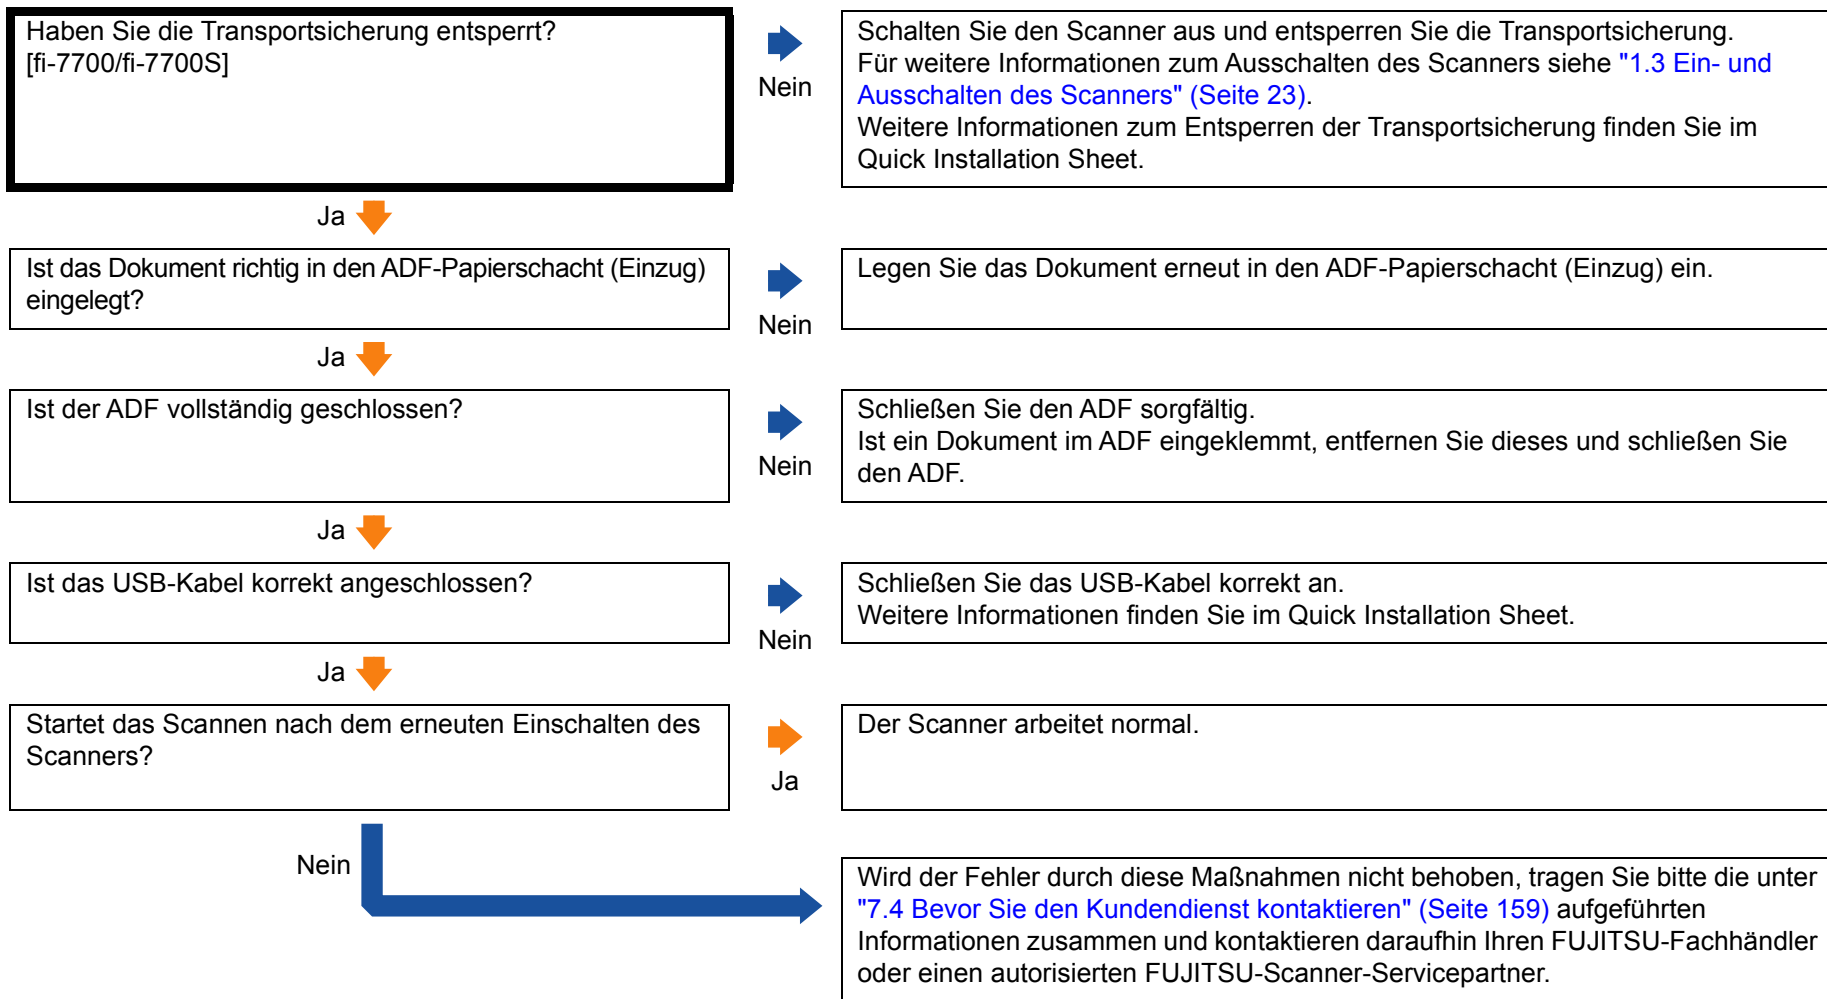 Haben Sie die Transportsicherung entsperrt?
[fi-7700/fi-7700S]
Nein
Schalten Sie den Scanner aus und entsperren Sie die Transportsicherung.
Für weitere Informationen zum Ausschalten des Scanners siehe "1.3 Ein- und
Ausschalten des Scanners" (Seite 23).
Weitere Informationen zum Entsperren der Transportsicherung finden Sie im
Quick Installation Sheet.
Ja
Ist das Dokument richtig in den ADF-Papierschacht (Einzug)
eingelegt?
Nein
Legen Sie das Dokument erneut in den ADF-Papierschacht (Einzug) ein.
Ja
Ist der ADF vollständig geschlossen?
Nein
Schließen Sie den ADF sorgfältig.
Ist ein Dokument im ADF eingeklemmt, entfernen Sie dieses und schließen Sie
den ADF.
Ja
Ist das USB-Kabel korrekt angeschlossen?
Nein
Schließen Sie das USB-Kabel korrekt an.
Weitere Informationen finden Sie im Quick Installation Sheet.
Ja
Startet das Scannen nach dem erneuten Einschalten des
Scanners?
Ja
Der Scanner arbeitet normal.
Nein
Wird der Fehler durch diese Maßnahmen nicht behoben, tragen Sie bitte die unter
"7.4 Bevor Sie den Kundendienst kontaktieren" (Seite 159) aufgeführten
Informationen zusammen und kontaktieren daraufhin Ihren FUJITSU-Fachhändler
oder einen autorisierten FUJITSU-Scanner-Servicepartner.